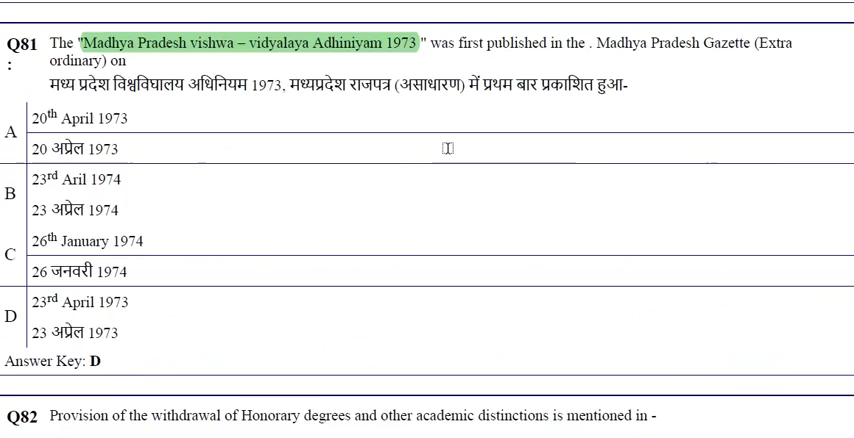 Q81 The "Madhya Pradesh vishwa – vidyalaya Adhiniyam 1973 " was first published in the . Madhya Pradesh Gazette (Extra
: ordinary) on
मध्य प्रदेश विश्वविघालय अधिनियम 1973, मध्यप्रदेश राजपत्र (असाधारण) में प्रथम बार प्रकाशित हुआ-
A
20th April 1973
20 अप्रेल 1973
B
23rd Aril 1974
23 अप्रेल 1974
C
26th January 1974
26 जनवरी 1974
D
23rd April 1973
23 अप्रेल 1973
Answer Key: D
Q82 Provision of the withdrawal of Honorary degrees and other academic distinctions is mentioned in -